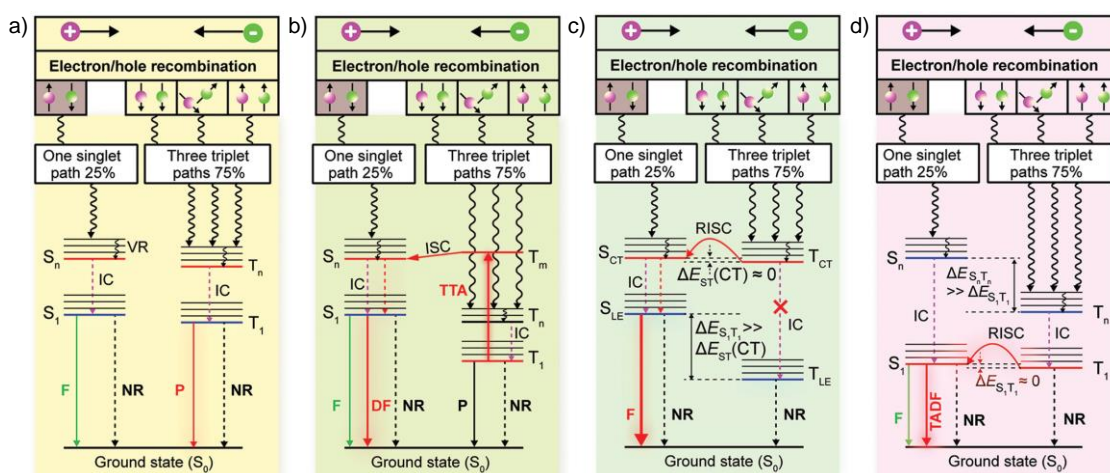 a)
+
-
Electron/hole recombination
One singlet
path 25%
Three triplet
paths 75%
VR
Sn
Tn
IC
IC
S1
T1
F
NR
P
NR
Ground state (S0)
b)
+
-
Electron/hole recombination
One singlet
path 25%
Three triplet
paths 75%
ISC
Sn
Tm
IC
TTA
Tn
S1
IC
T1
F
DF
NR
P
NR
Ground state (S0)
c)
+
-
Electron/hole recombination
One singlet
path 25%
Three triplet
paths 75%
RISC
SCT
TCT
ΔEST(CT) ≈ 0
IC
SLE
IC
ΔES1T1>>
ΔEST(CT)
TLE
F
NR
NR
Ground state (S0)
d)
+
-
Electron/hole recombination
One singlet
path 25%
Three triplet
paths 75%
Sn
ΔESnTn
>> ΔES1T1
Tn
IC
RISC
IC
S1
T1
ΔES1T1 ≈ 0
F
TADF
NR
NR
Ground state (S0)